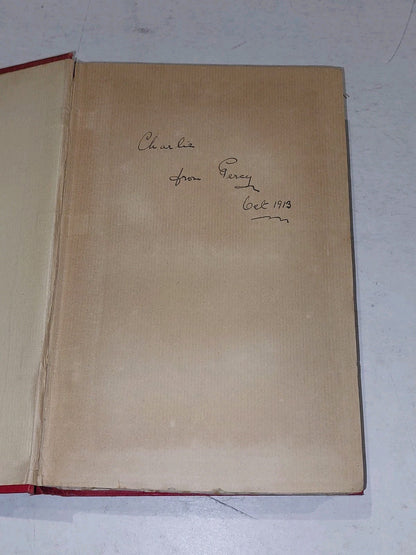 Charlie
from Percy
Oct 1913